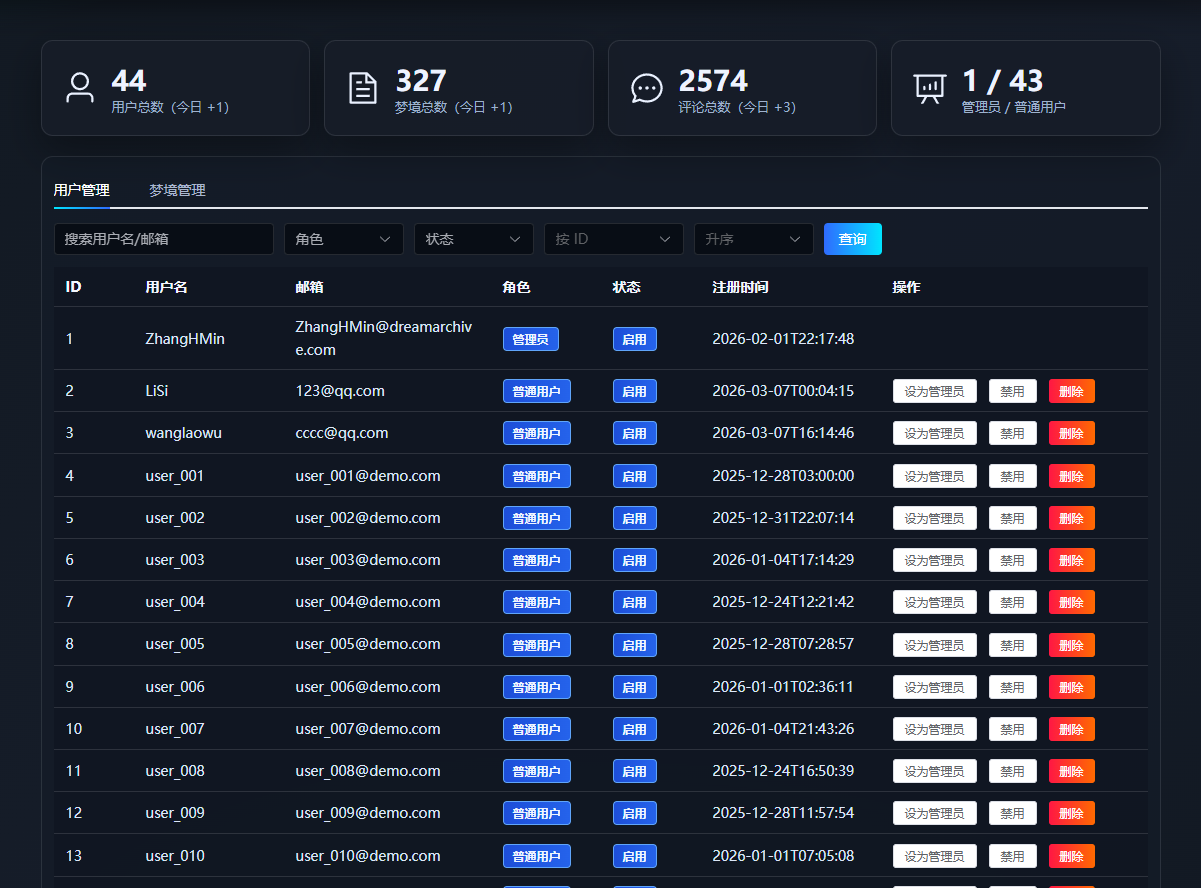 44
用户总数（今日 +1）
327
梦境总数（今日 +1）
2574
评论总数（今日 +3）
1 / 43
管理员 / 普通用户
用户管理 梦境管理
搜索用户名/邮箱 角色 状态 按 ID 升序 查询
ID 用户名 邮箱 角色 状态 注册时间 操作
1 ZhangHMin ZhangHMin@dreamarchiv
e.com 管理员 启用 2026-02-01T22:17:48
2 LiSi 123@qq.com 普通用户 启用 2026-03-07T00:04:15 设为管理员 禁用 删除
3 wanglaowu cccc@qq.com 普通用户 启用 2026-03-07T16:14:46 设为管理员 禁用 删除
4 user_001 user_001@demo.com 普通用户 启用 2025-12-28T03:00:00 设为管理员 禁用 删除
5 user_002 user_002@demo.com 普通用户 启用 2025-12-31T22:07:14 设为管理员 禁用 删除
6 user_003 user_003@demo.com 普通用户 启用 2026-01-04T17:14:29 设为管理员 禁用 删除
7 user_004 user_004@demo.com 普通用户 启用 2025-12-24T12:21:42 设为管理员 禁用 删除
8 user_005 user_005@demo.com 普通用户 启用 2025-12-28T07:28:57 设为管理员 禁用 删除
9 user_006 user_006@demo.com 普通用户 启用 2026-01-01T02:36:11 设为管理员 禁用 删除
10 user_007 user_007@demo.com 普通用户 启用 2026-01-04T21:43:26 设为管理员 禁用 删除
11 user_008 user_008@demo.com 普通用户 启用 2025-12-24T16:50:39 设为管理员 禁用 删除
12 user_009 user_009@demo.com 普通用户 启用 2025-12-28T11:57:54 设为管理员 禁用 删除
13 user_010 user_010@demo.com 普通用户 启用 2026-01-01T07:05:08 设为管理员 禁用 删除